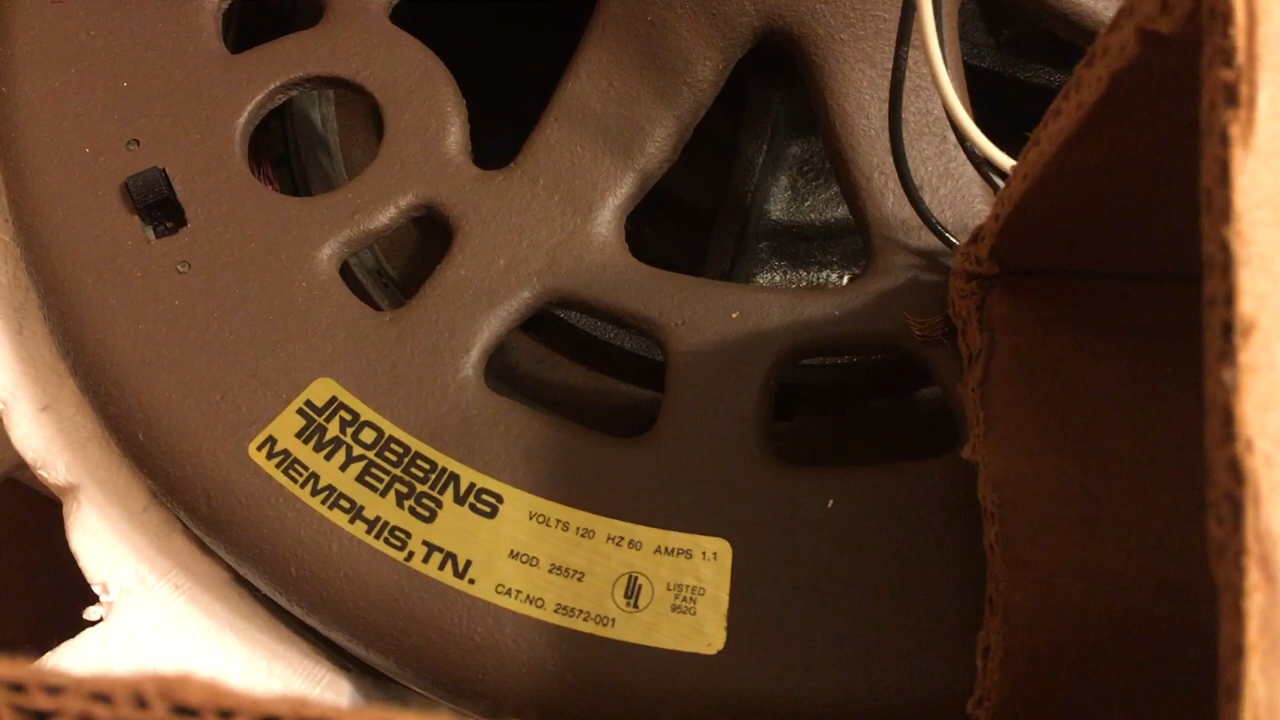 ROBBINS
MYERS
MEMPHIS, TN.
VOLTS 120 HZ 60 AMPS 1.1
MOD. 25572
CAT.NO. 25572-001
UL
LISTED
FAN
952G